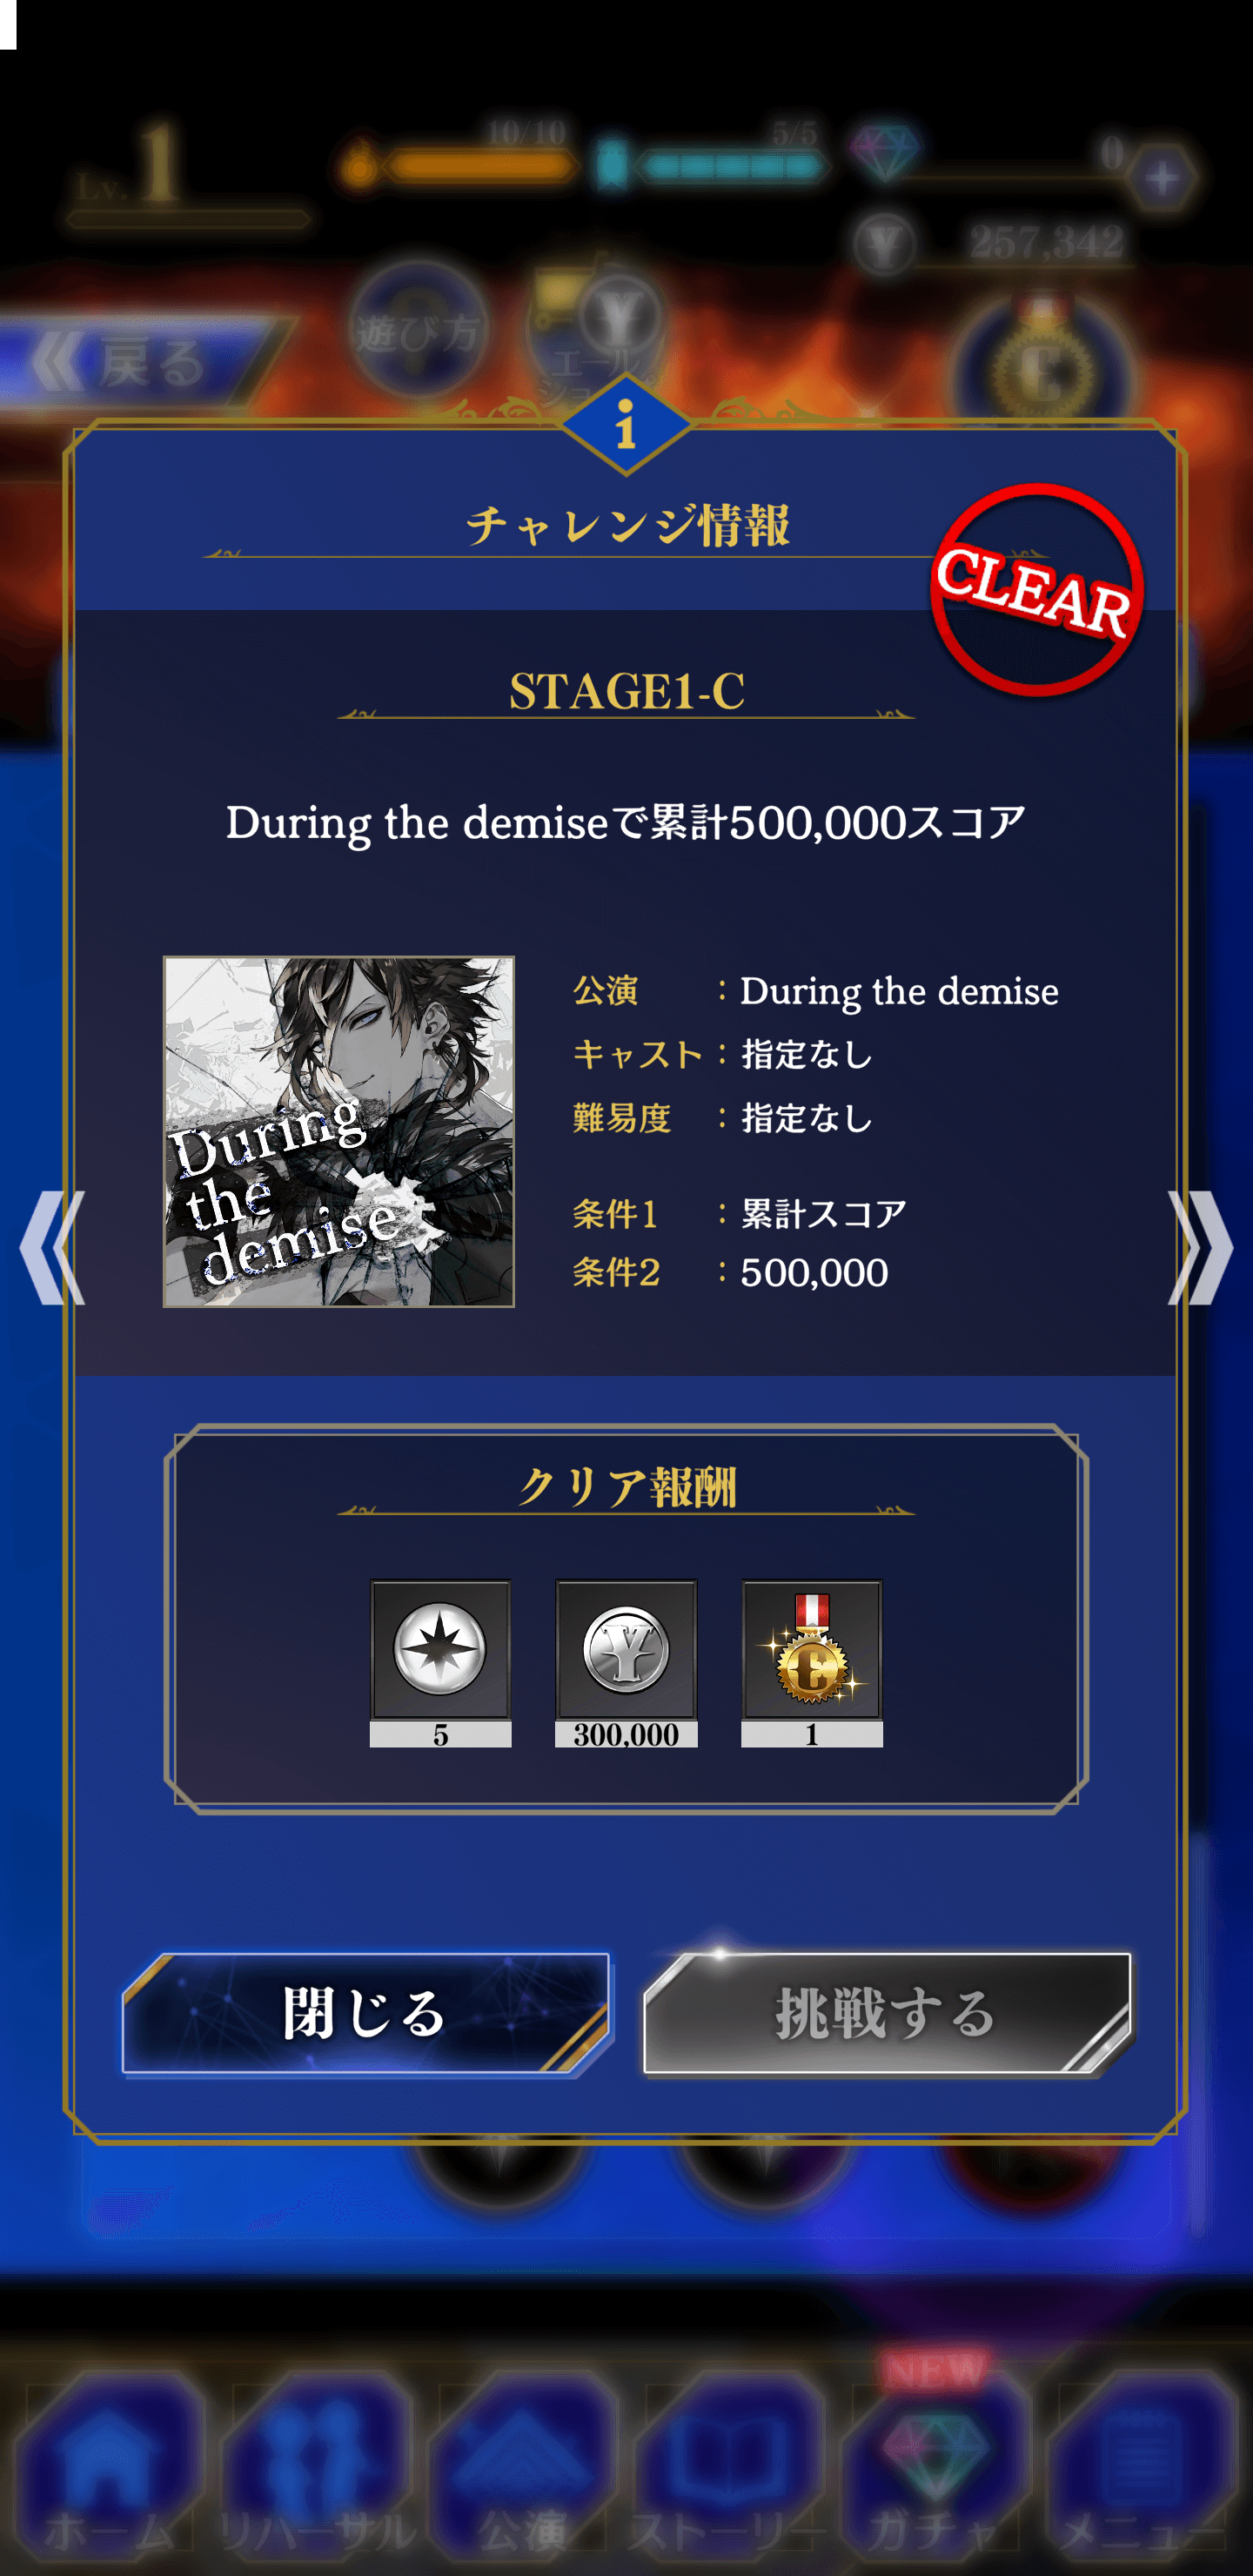 10/10
5/5
0
Lv. 1
257,342
戻る
遊び方
エール
i
チャレンジ情報
CLEAR
STAGE1-C
During the demiseで累計500,000スコア
During
the
demise
公演 : During the demise
キャスト : 指定なし
難易度 : 指定なし
条件1 : 累計スコア
条件2 : 500,000
クリア報酬
5
300,000
1
閉じる
挑戦する
NEW
ホーム
リハーサル
公演
ストーリー
ガチャ
メニュー